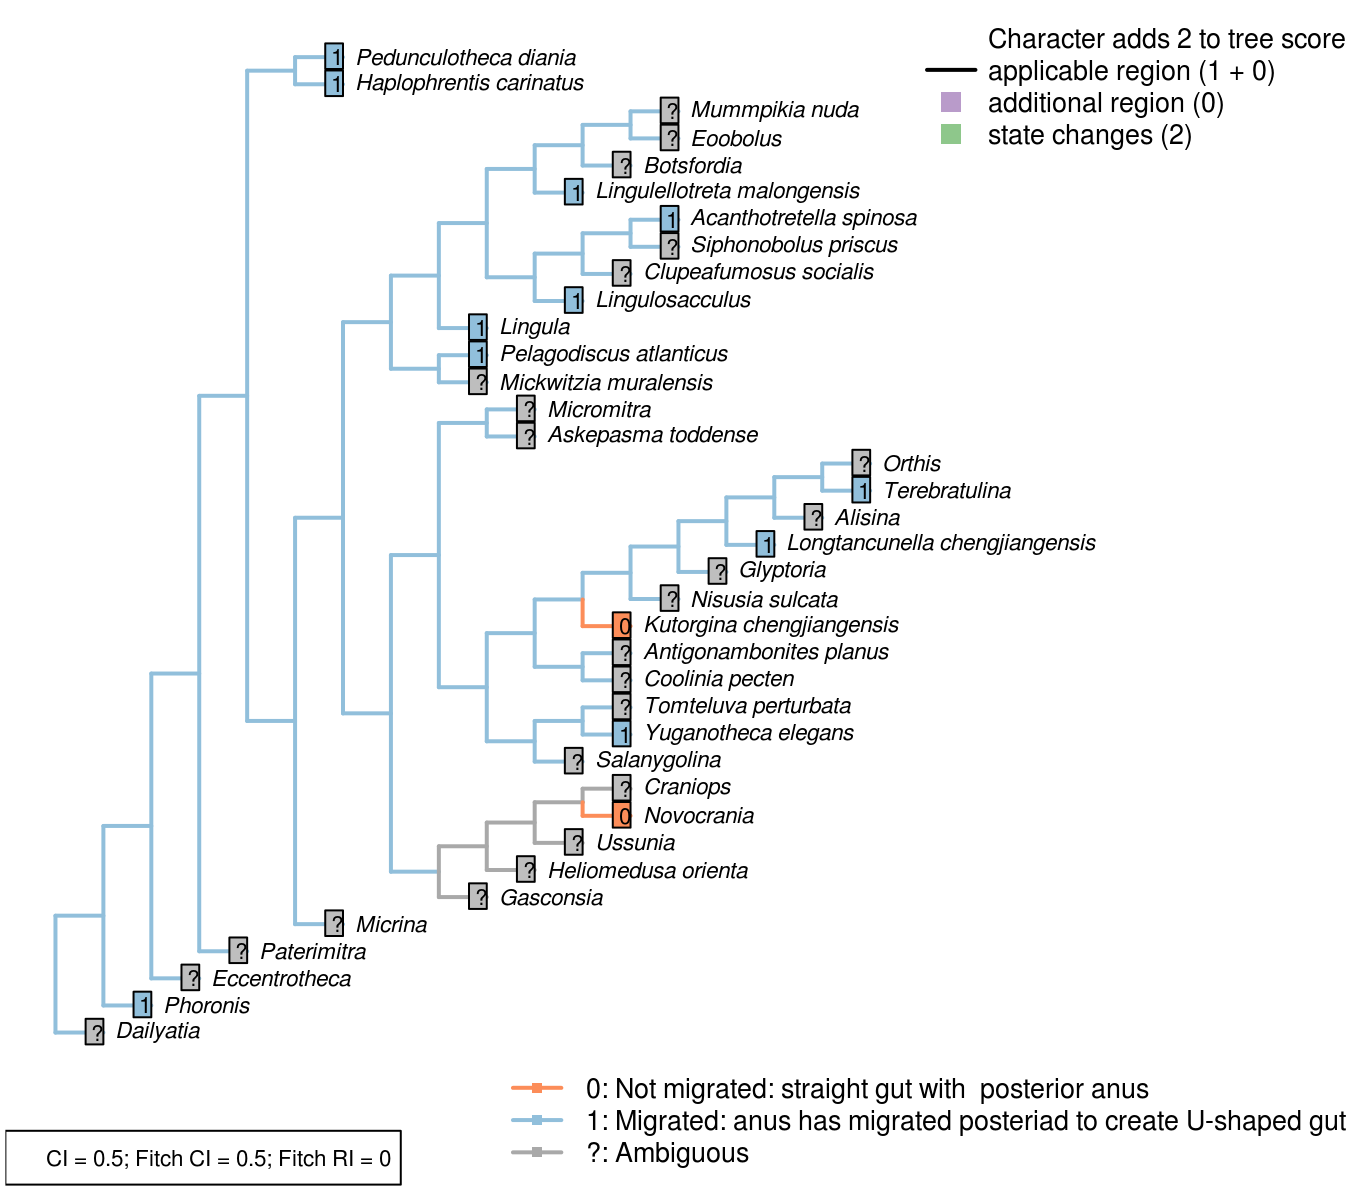 Character adds 2 to tree score
applicable region (1 + 0)
additional region (0)
state changes (2)
1 Pedunculotheca diania
1 Haplophrentis carinatus
? Mummpikia nuda
? Eoobolus
? Botsfordia
1 Lingulellotreta malongensis
1 Acanthotretella spinosa
? Siphonobolus priscus
? Clupeafumosus socialis
1 Lingulosacculus
1 Lingula
1 Pelagodiscus atlanticus
? Mickwitzia muralensis
? Micromitra
? Askepasma toddense
? Orthis
1 Terebratulina
? Alisina
1 Longtancunella chengjiangensis
? Glyptoria
? Nisusia sulcata
0 Kutorgina chengjiangensis
? Antigonambonites planus
? Coolinia pecten
? Tomteluva perturbata
1 Yuganotheca elegans
? Salanygolina
? Craniops
0 Novocrania
? Ussunia
? Heliomedusa orienta
? Gasconsia
? Micrina
? Paterimitra
? Eccentrotheca
1 Phoronis
? Dailyatia
0: Not migrated: straight gut with  posterior anus
1: Migrated: anus has migrated posteriad to create U-shaped gut
?: Ambiguous
CI = 0.5; Fitch CI = 0.5; Fitch RI = 0